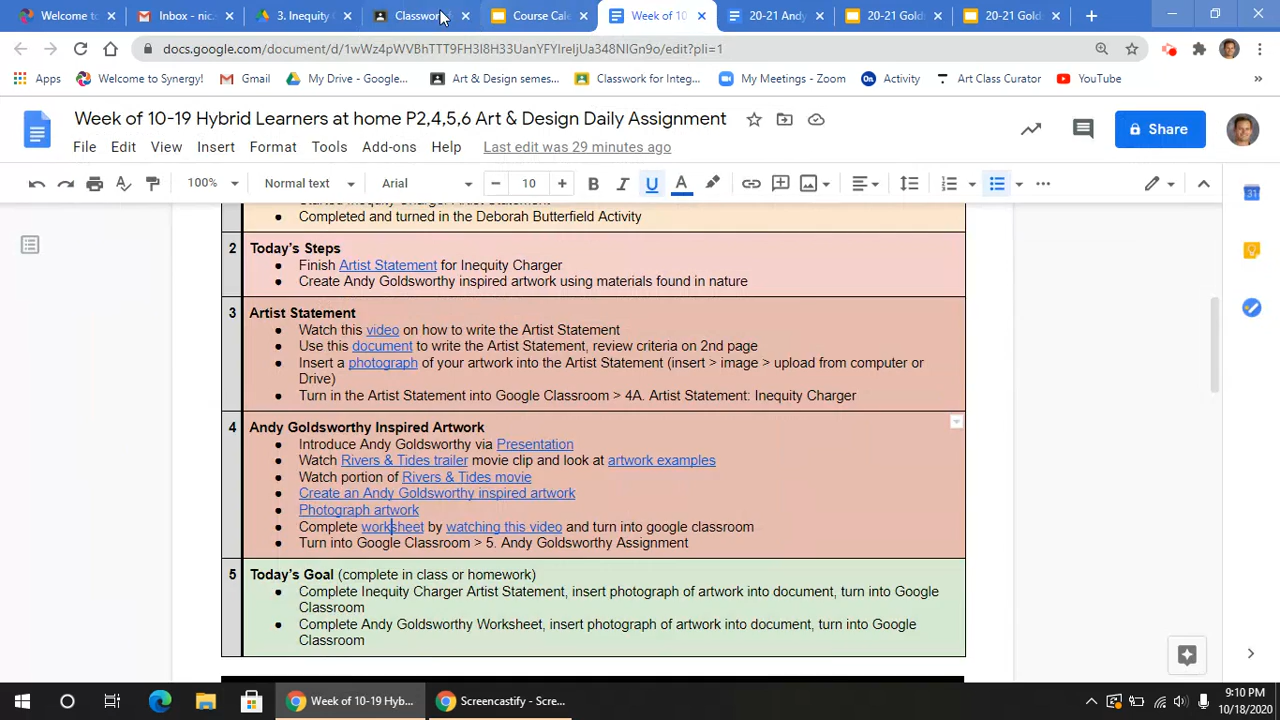 Welcome to
Inbox - nic
3. Inequity
Classwor
Course Cale
Week of 10-
20-21 Andy
20-21 Golds
20-21 Golds
docs.google.com/document/d/
Apps
Welcome to Synergy!
Gmail
My Drive - Google...
Art & Design semes...
Classwork for Integ...
My Meetings - Zoom
Activity
Art Class Curator
YouTube
Week of 10-19 Hybrid Learners at home P2,4,5,6 Art & Design Daily Assignment
Share
File Edit View Insert Format Tools Add-ons Help Last edit was 29 minutes ago
100% Normal text Arial 10 B I U A
Completed and turned in the Deborah Butterfield Activity
2 Today's Steps
Finish Artist Statement for Inequity Charger
Create Andy Goldsworthy inspired artwork using materials found in nature
3 Artist Statement
Watch this video on how to write the Artist Statement
Use this document to write the Artist Statement, review criteria on 2nd page
Insert a photograph of your artwork into the Artist Statement (insert > image > upload from computer or
Drive)
Turn in the Artist Statement into Google Classroom > 4A. Artist Statement: Inequity Charger
4 Andy Goldsworthy Inspired Artwork
Introduce Andy Goldsworthy via Presentation
Watch Rivers & Tides trailer movie clip and look at artwork examples
Watch portion of Rivers & Tides movie
Create an Andy Goldsworthy inspired artwork
Photograph artwork
Complete worksheet by watching this video and turn into google classroom
Turn into Google Classroom > 5. Andy Goldsworthy Assignment
5 Today's Goal (complete in class or homework)
Complete Inequity Charger Artist Statement, insert photograph of artwork into document, turn into Google
Classroom
Complete Andy Goldsworthy Worksheet, insert photograph of artwork into document, turn into Google
Classroom
Week of 10-19 Hyb...
Screencastify - Scre...
9:10 PM
10/18/2020